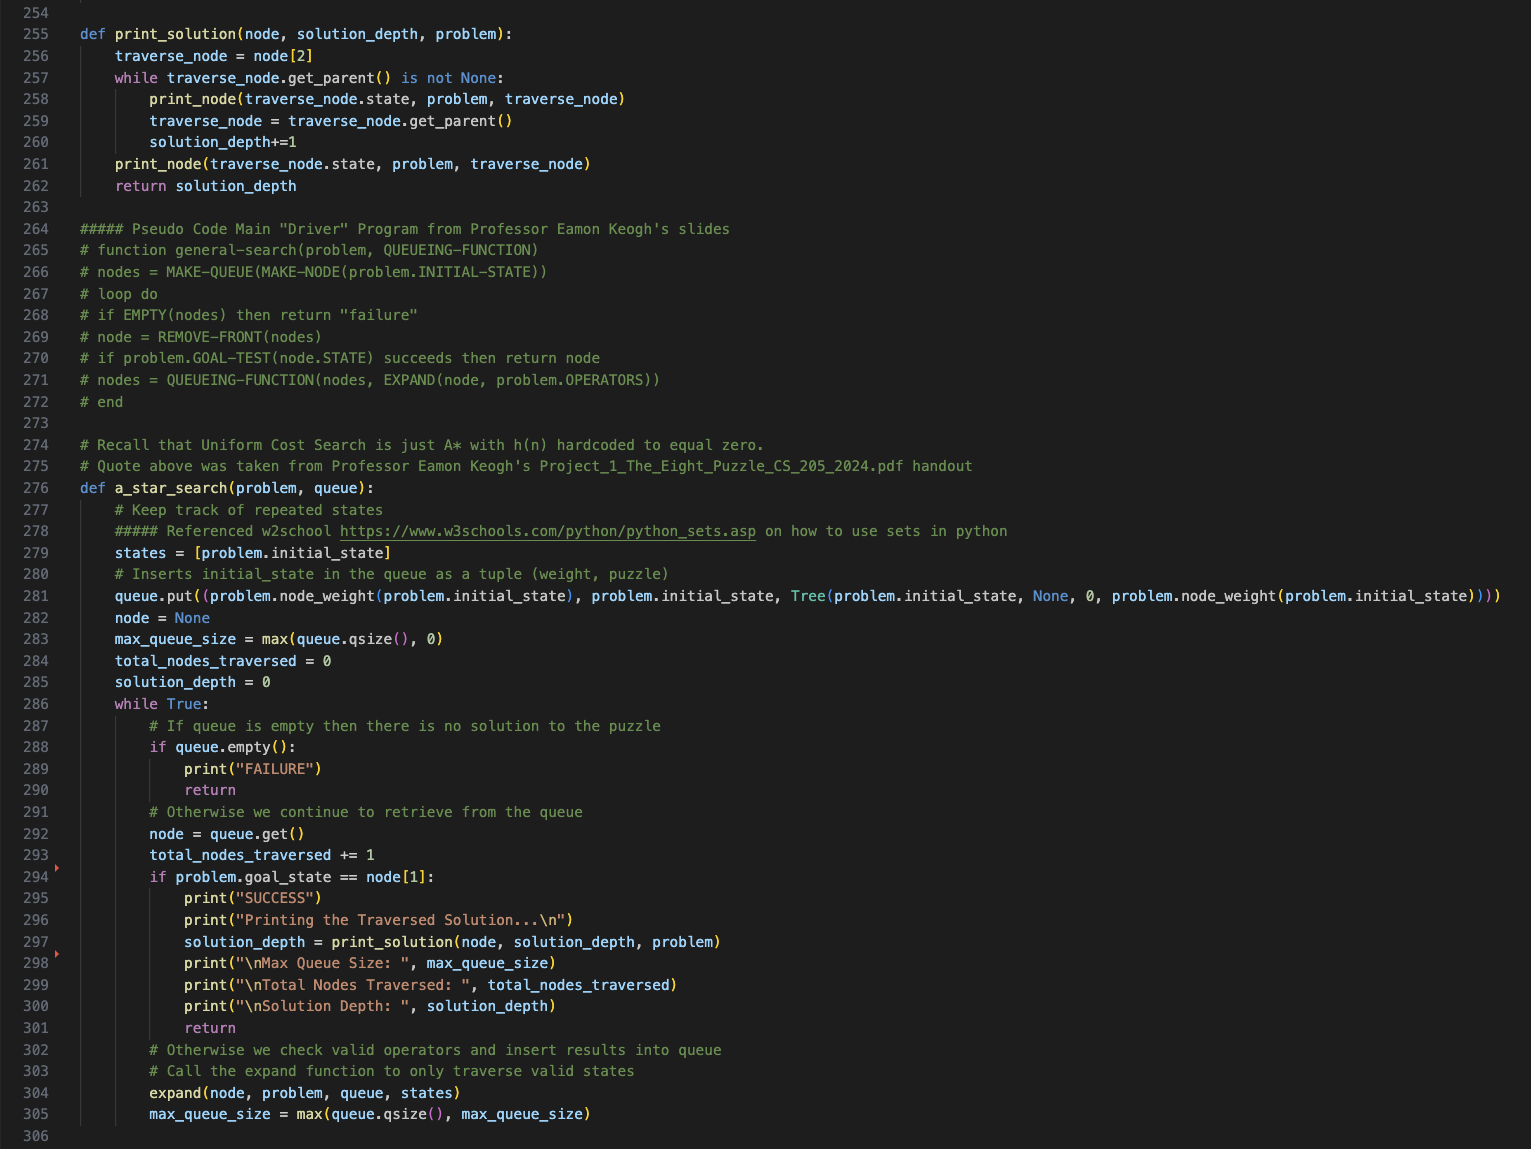 254
255 def print_solution(node, solution_depth, problem):
256     traverse_node = node[2]
257     while traverse_node.get_parent() is not None:
258         print_node(traverse_node.state, problem, traverse_node)
259         traverse_node = traverse_node.get_parent()
260         solution_depth+=1
261     print_node(traverse_node.state, problem, traverse_node)
262     return solution_depth
263
264 ##### Pseudo Code Main "Driver" Program from Professor Eamon Keogh's slides
265 # function general-search(problem, QUEUEING-FUNCTION)
266 # nodes = MAKE-QUEUE(MAKE-NODE(problem.INITIAL-STATE))
267 # loop do
268 # if EMPTY(nodes) then return "failure"
269 # node = REMOVE-FRONT(nodes)
270 # if problem.GOAL-TEST(node.STATE) succeeds then return node
271 # nodes = QUEUEING-FUNCTION(nodes, EXPAND(node, problem.OPERATORS))
272 # end
273
274 # Recall that Uniform Cost Search is just A* with h(n) hardcoded to equal zero.
275 # Quote above was taken from Professor Eamon Keogh's Project_1_The_Eight_Puzzle_CS_205_2024.pdf handout
276 def a_star_search(problem, queue):
277     # Keep track of repeated states
278     ##### Referenced w2school https://www.w3schools.com/python/python_sets.asp on how to use sets in python
279     states = [problem.initial_state]
280     # Inserts initial_state in the queue as a tuple (weight, puzzle)
281     queue.put((problem.node_weight(problem.initial_state), problem.initial_state, Tree(problem.initial_state, None, 0, problem.node_weight(problem.initial_state))))
282     node = None
283     max_queue_size = max(queue.qsize(), 0)
284     total_nodes_traversed = 0
285     solution_depth = 0
286     while True:
287         # If queue is empty then there is no solution to the puzzle
288         if queue.empty():
289             print("FAILURE")
290             return
291         # Otherwise we continue to retrieve from the queue
292         node = queue.get()
293         total_nodes_traversed += 1
294         if problem.goal_state == node[1]:
295             print("SUCCESS")
296             print("Printing the Traversed Solution...\n")
297             solution_depth = print_solution(node, solution_depth, problem)
298             print("\nMax Queue Size: ", max_queue_size)
299             print("\nTotal Nodes Traversed: ", total_nodes_traversed)
300             print("\nSolution Depth: ", solution_depth)
301             return
302         # Otherwise we check valid operators and insert results into queue
303         # Call the expand function to only traverse valid states
304         expand(node, problem, queue, states)
305         max_queue_size = max(queue.qsize(), max_queue_size)
306